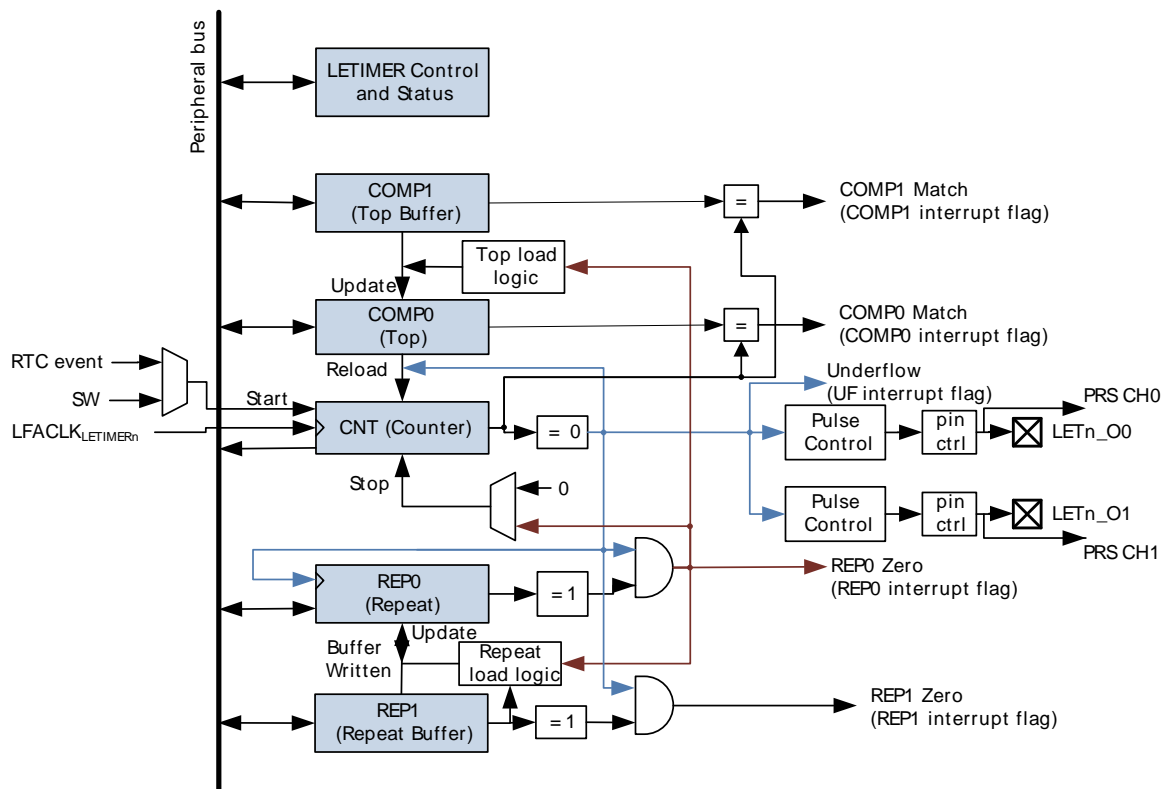 Peripheral bus
LETIMER Control
and Status
COMP1
(Top Buffer)
=
COMP1 Match
(COMP1 interrupt flag)
Top load
logic
Update
COMP0
(Top)
=
COMP0 Match
(COMP0 interrupt flag)
RTC event
SW
LFACLKLETIMERn
Reload
Start
CNT (Counter)
= 0
Underflow
(UF interrupt flag)
Pulse
Control
pin
ctrl
PRS CH0
LETn_O0
Stop
0
Pulse
Control
pin
ctrl
LETn_O1
PRS CH1
REP0
(Repeat)
= 1
REP0 Zero
(REP0 interrupt flag)
Update
Buffer
Written
Repeat
load logic
REP1
(Repeat Buffer)
= 1
REP1 Zero
(REP1 interrupt flag)